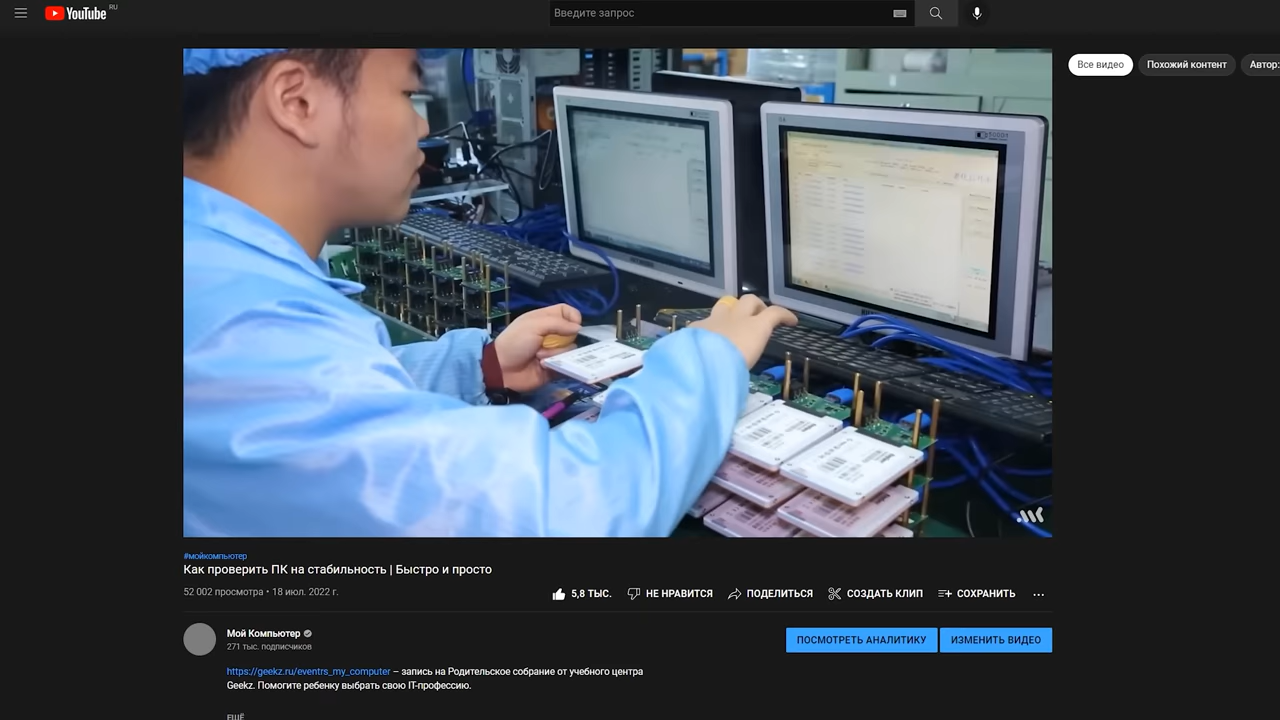 YouTube RU
Введите запрос
Все видео
Похожий контент
Автор:
#мойкомпьютер
Как проверить ПК на стабильность | Быстро и просто
52 002 просмотра • 18 июл. 2022 г.
5,8 ТЫС.
НЕ НРАВИТСЯ
ПОДЕЛИТЬСЯ
СОЗДАТЬ КЛИП
СОХРАНИТЬ
...
Мой Компьютер
271 тыс. подписчиков
ПОСМОТРЕТЬ АНАЛИТИКУ
ИЗМЕНИТЬ ВИДЕО
https://geekz.ru/eventrs_my_computer – запись на Родительское собрание от учебного центра
Geekz. Помогите ребенку выбрать свою IT-профессию.
ЕЩЁ